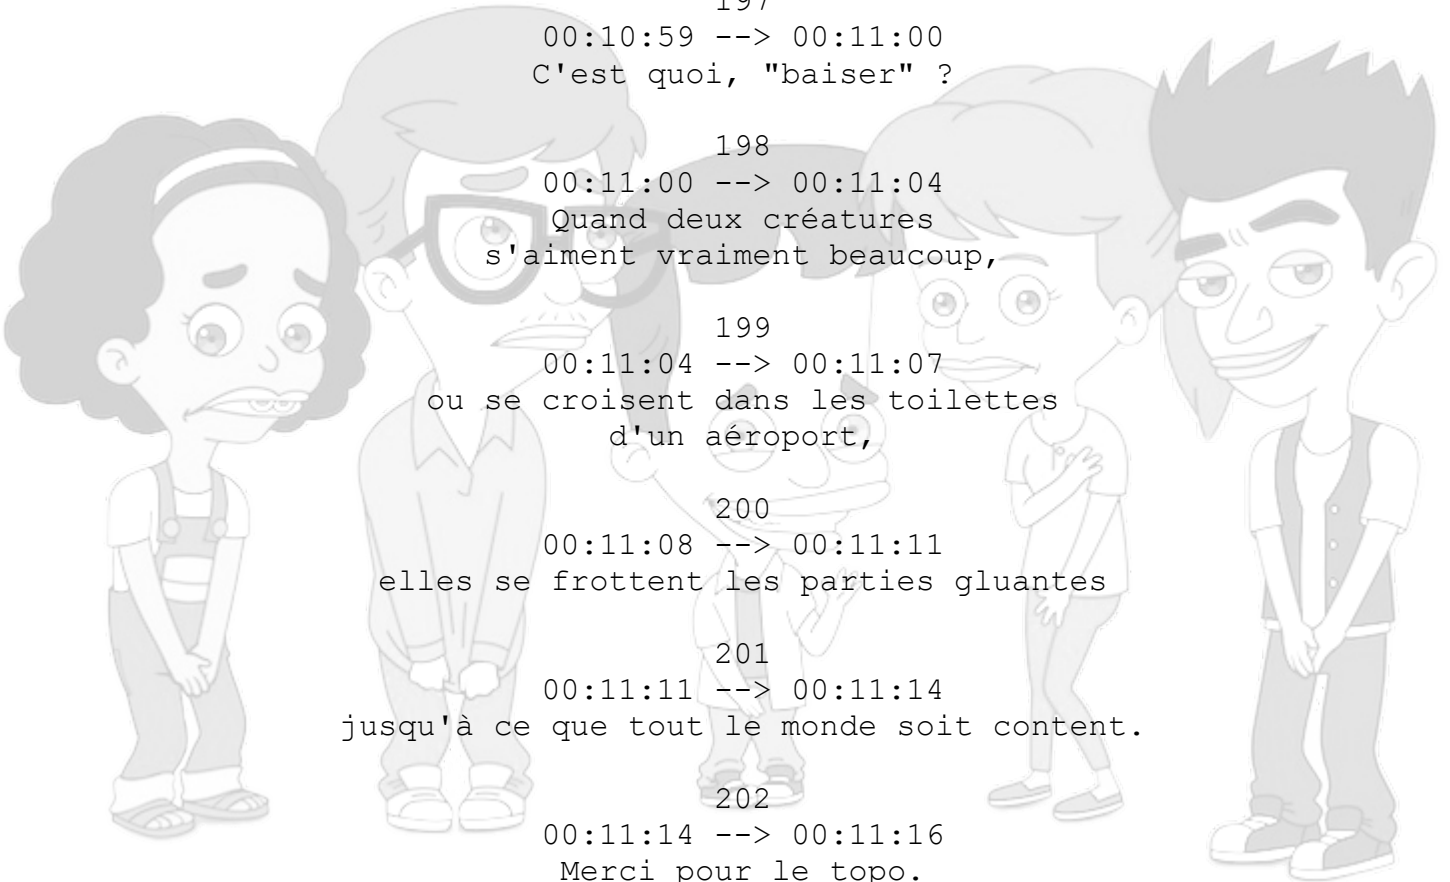 197
00:10:59 --> 00:11:00
C'est quoi, "baiser" ?
198
00:11:00 --> 00:11:04
Quand deux créatures
s'aiment vraiment beaucoup,
199
00:11:04 --> 00:11:07
ou se croisent dans les toilettes
d'un aéroport,
200
00:11:08 --> 00:11:11
elles se frottent les parties gluantes
201
00:11:11 --> 00:11:14
jusqu'à ce que tout le monde soit content.
202
00:11:14 --> 00:11:16
Merci pour le topo.